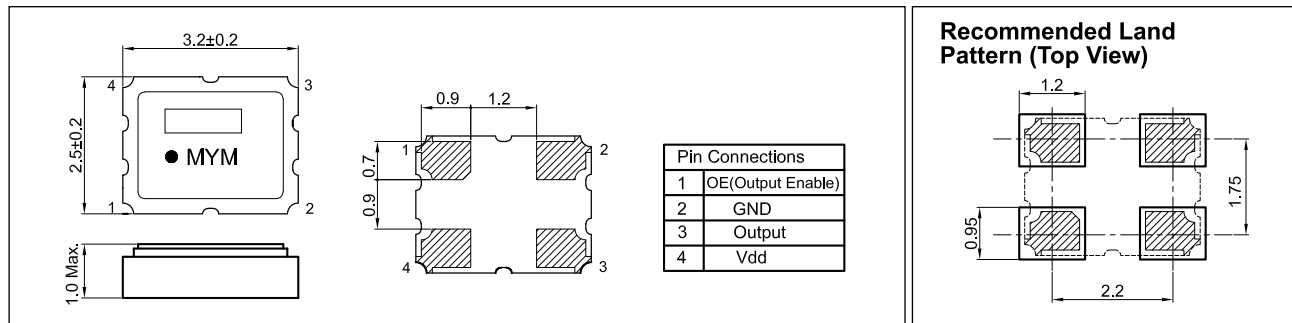 3.2±0.2
4
3
2.5±0.2
MYM
1
2
1.0 Max.
0.9
1.2
1
2
0.7
0.9
4
3
Pin Connections
1 OE(Output Enable)
2 GND
3 Output
4 Vdd
Recommended Land
Pattern (Top View)
1.2
1.75
0.95
2.2